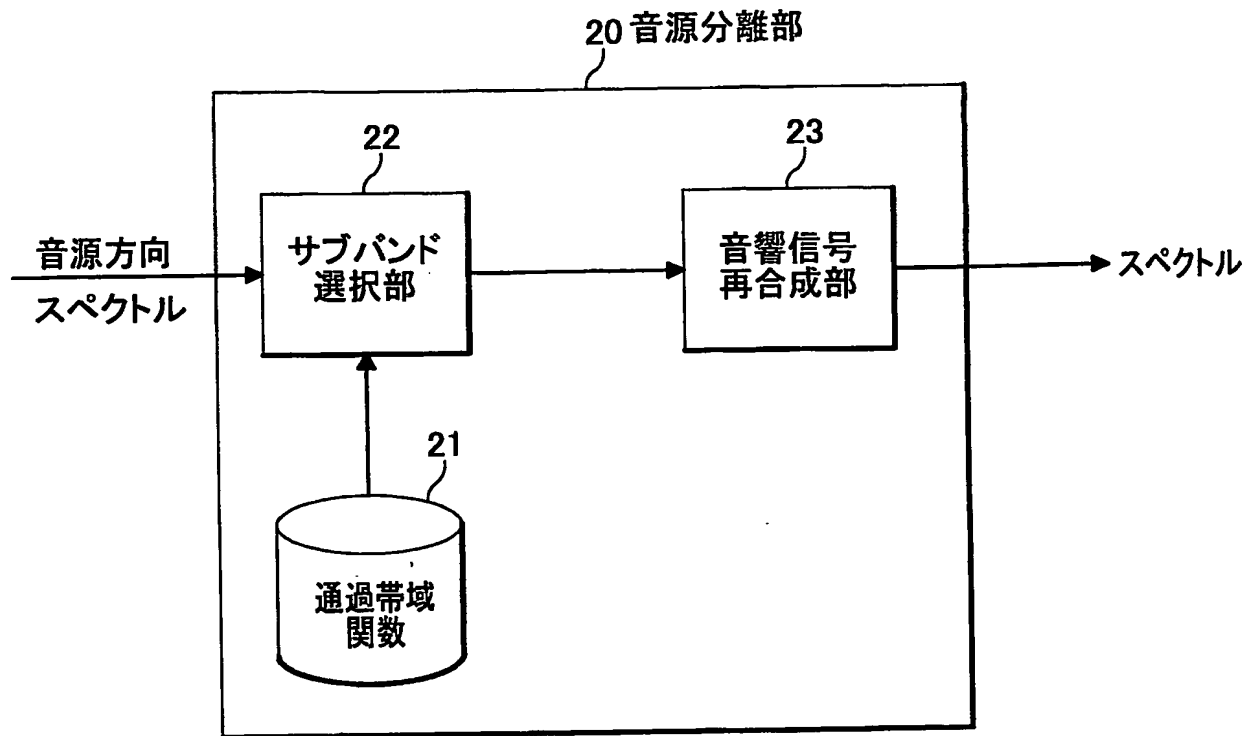 20 音源分離部
22
23
音源方向
スペクトル
サブバンド
選択部
音響信号
再合成部
スペクトル
21
通過帯域
関数